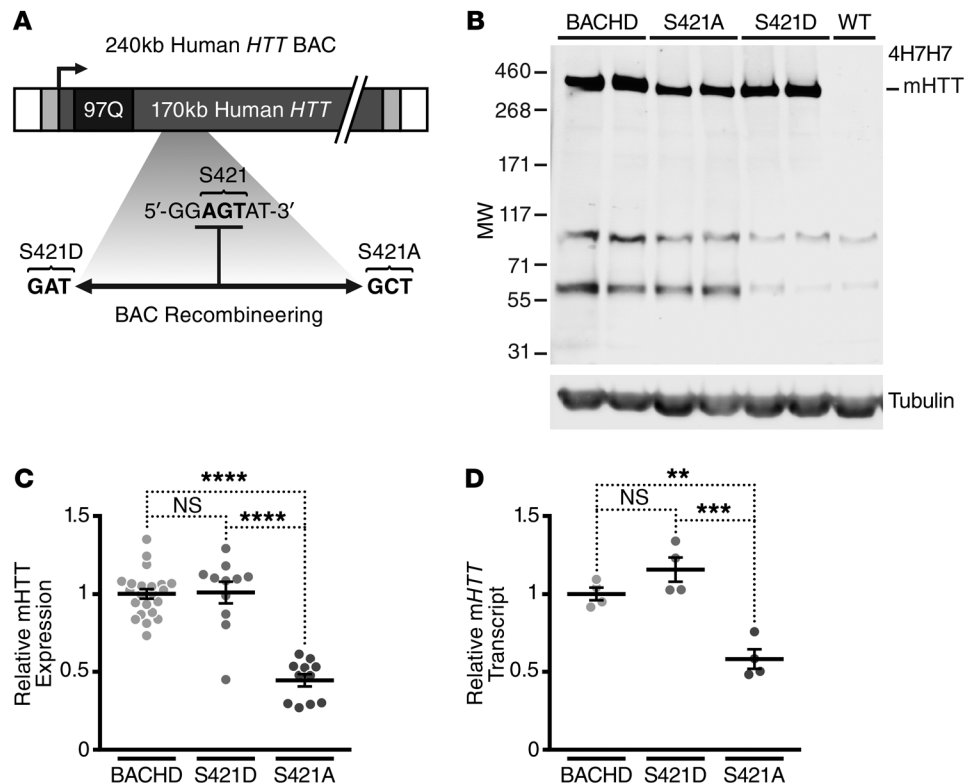 A
240kb Human HTT BAC
97Q
170kb Human HTT
S421
5′-GGAGTAT-3′
S421D
GAT
S421A
GCT
BAC Recombineering
B
BACHD S421A S421D WT
4H7H7
mHTT
MW
460
268
171
117
71
55
31
Tubulin
C
Relative mHTT
Expression
****
NS
****
1.5
1
0.5
0
BACHD S421D S421A
D
Relative mHTT
Transcript
**
NS
***
1.5
1
0.5
0
BACHD S421D S421A